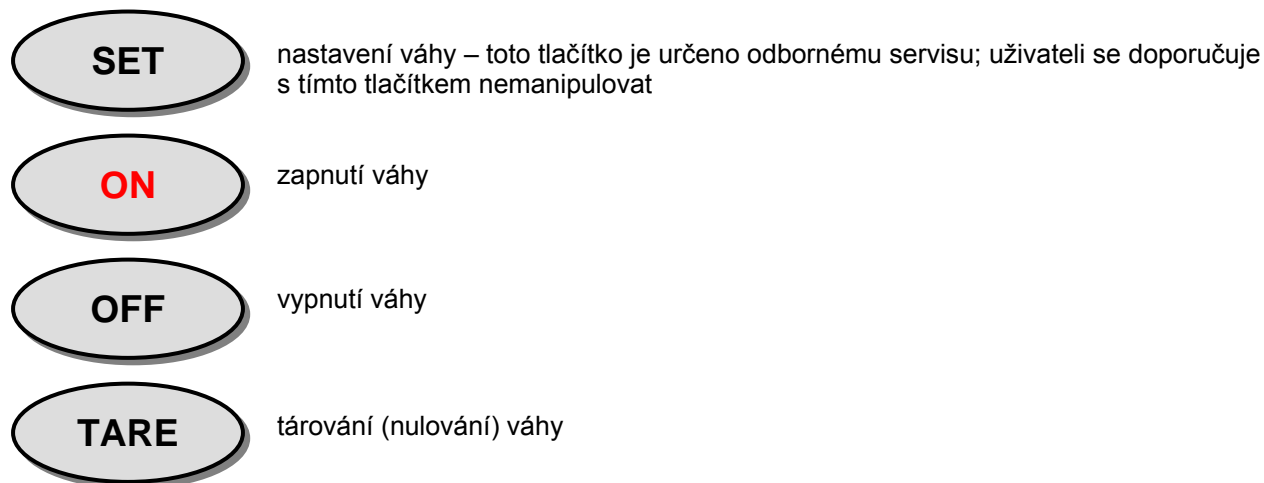 SET
nastavení váhy – toto tlačítko je určeno odbornému servisu; uživateli se doporučuje
s tímto tlačítkem nemanipulovat
ON
zapnutí váhy
OFF
vypnutí váhy
TARE
tárování (nulování) váhy